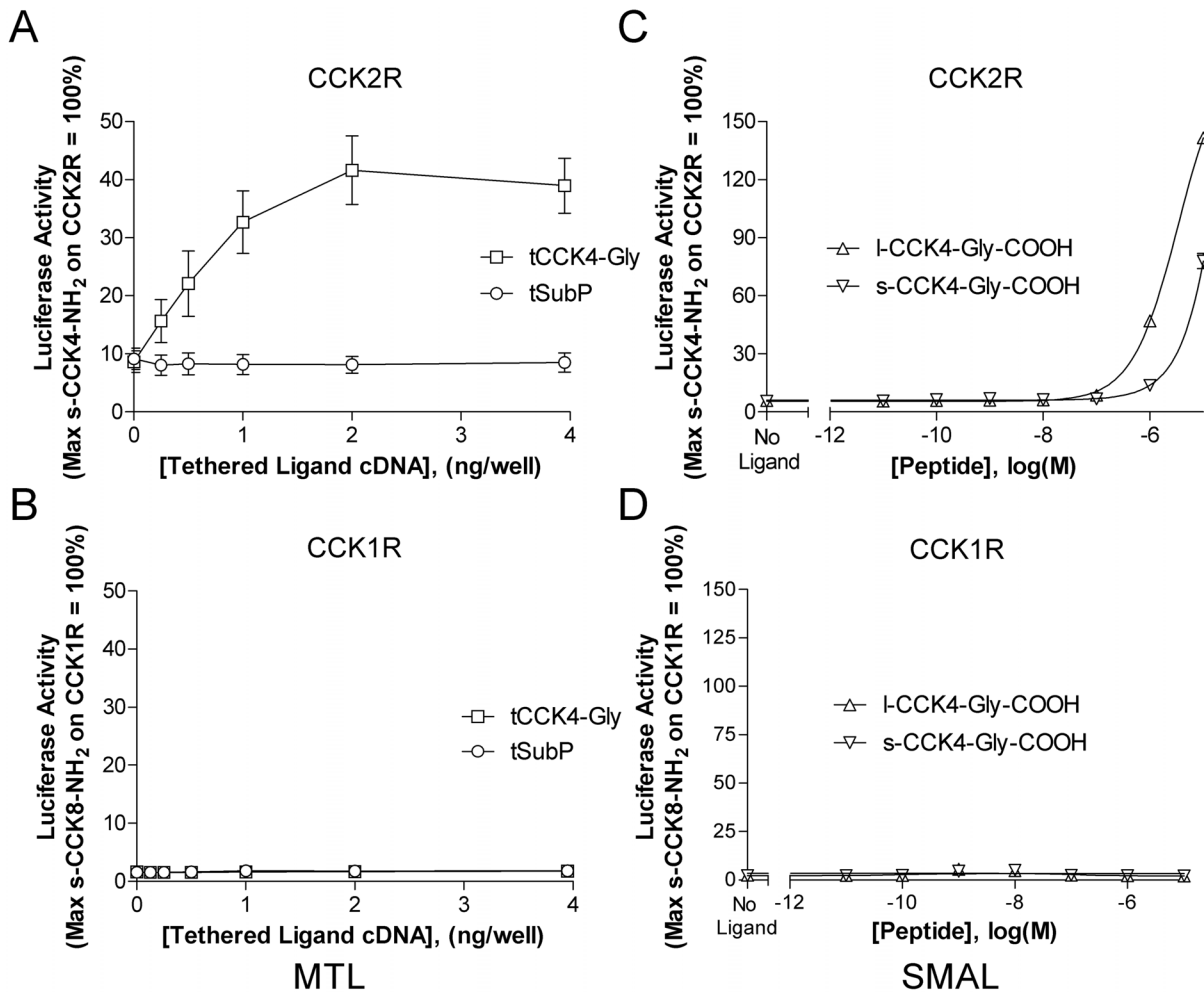 A
CCK2R
Luciferase Activity
(Max s-CCK4-NH2 on CCK2R = 100%)
50
40
30
20
10
0
tCCK4-Gly
tSubP
0
1
2
3
4
[Tethered Ligand cDNA], (ng/well)
C
CCK2R
Luciferase Activity
(Max s-CCK4-NH2 on CCK2R = 100%)
150
120
90
60
30
0
l-CCK4-Gly-COOH
s-CCK4-Gly-COOH
No
Ligand
-12
-10
-8
-6
[Peptide], log(M)
B
CCK1R
Luciferase Activity
(Max s-CCK8-NH2 on CCK1R = 100%)
50
40
30
20
10
0
tCCK4-Gly
tSubP
0
1
2
3
4
[Tethered Ligand cDNA], (ng/well)
MTL
D
CCK1R
Luciferase Activity
(Max s-CCK8-NH2 on CCK1R = 100%)
150
125
100
75
50
25
0
l-CCK4-Gly-COOH
s-CCK4-Gly-COOH
No
Ligand
-12
-10
-8
-6
[Peptide], log(M)
SMAL